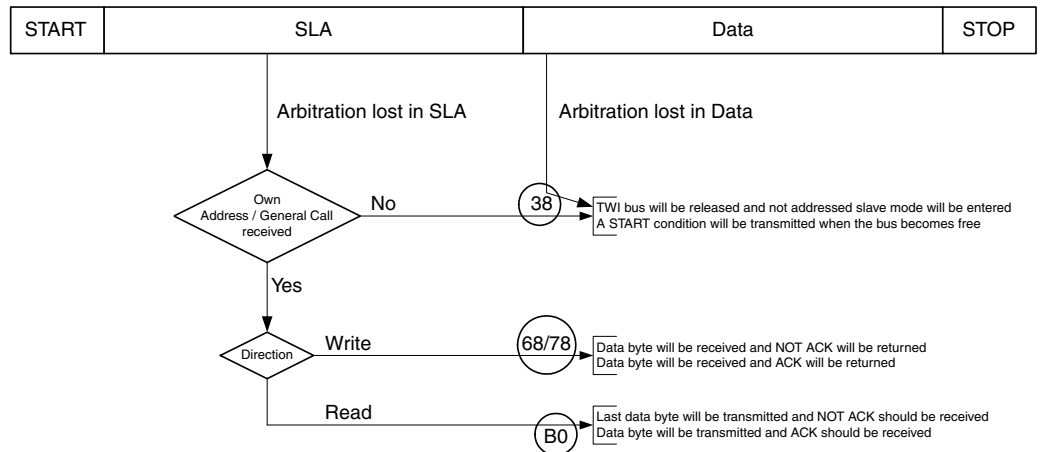 START SLA Data STOP
Arbitration lost in SLA Arbitration lost in Data
Own
Address / General Call
received
No
38
TWI bus will be released and not addressed slave mode will be entered
A START condition will be transmitted when the bus becomes free
Yes
Direction
Write
68/78
Data byte will be received and NOT ACK will be returned
Data byte will be received and ACK will be returned
Read
B0
Last data byte will be transmitted and NOT ACK should be received
Data byte will be transmitted and ACK should be received